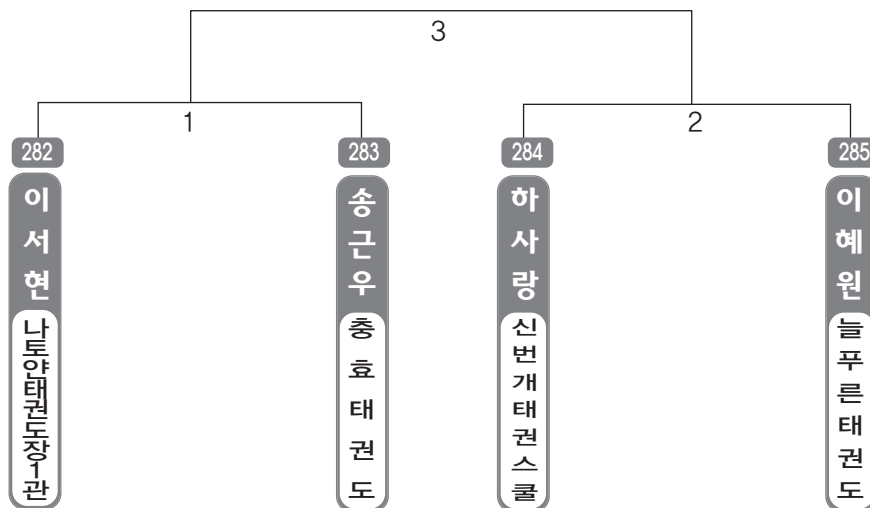 3
1
2
282
283
284
285
이서현
송근우
하사랑
이혜원
나토얀태권도장1관
충효태권도
신번개태권스쿨
늘푸른태권도